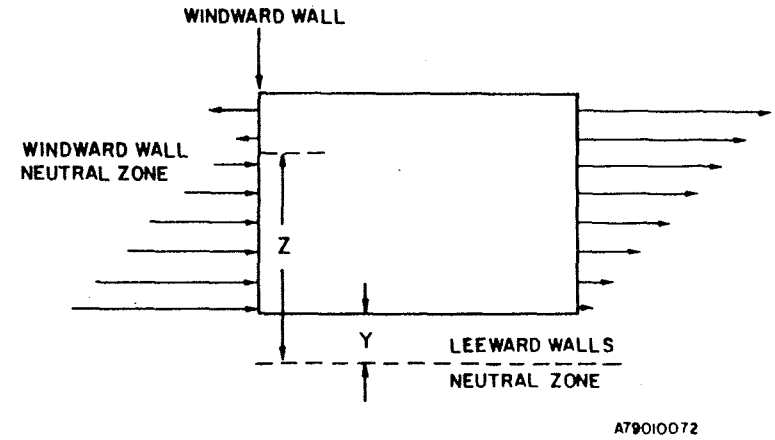 WINDWARD WALL
WINDWARD WALL
NEUTRAL ZONE
Z
Y
LEEWARD WALLS
NEUTRAL ZONE
A79010072